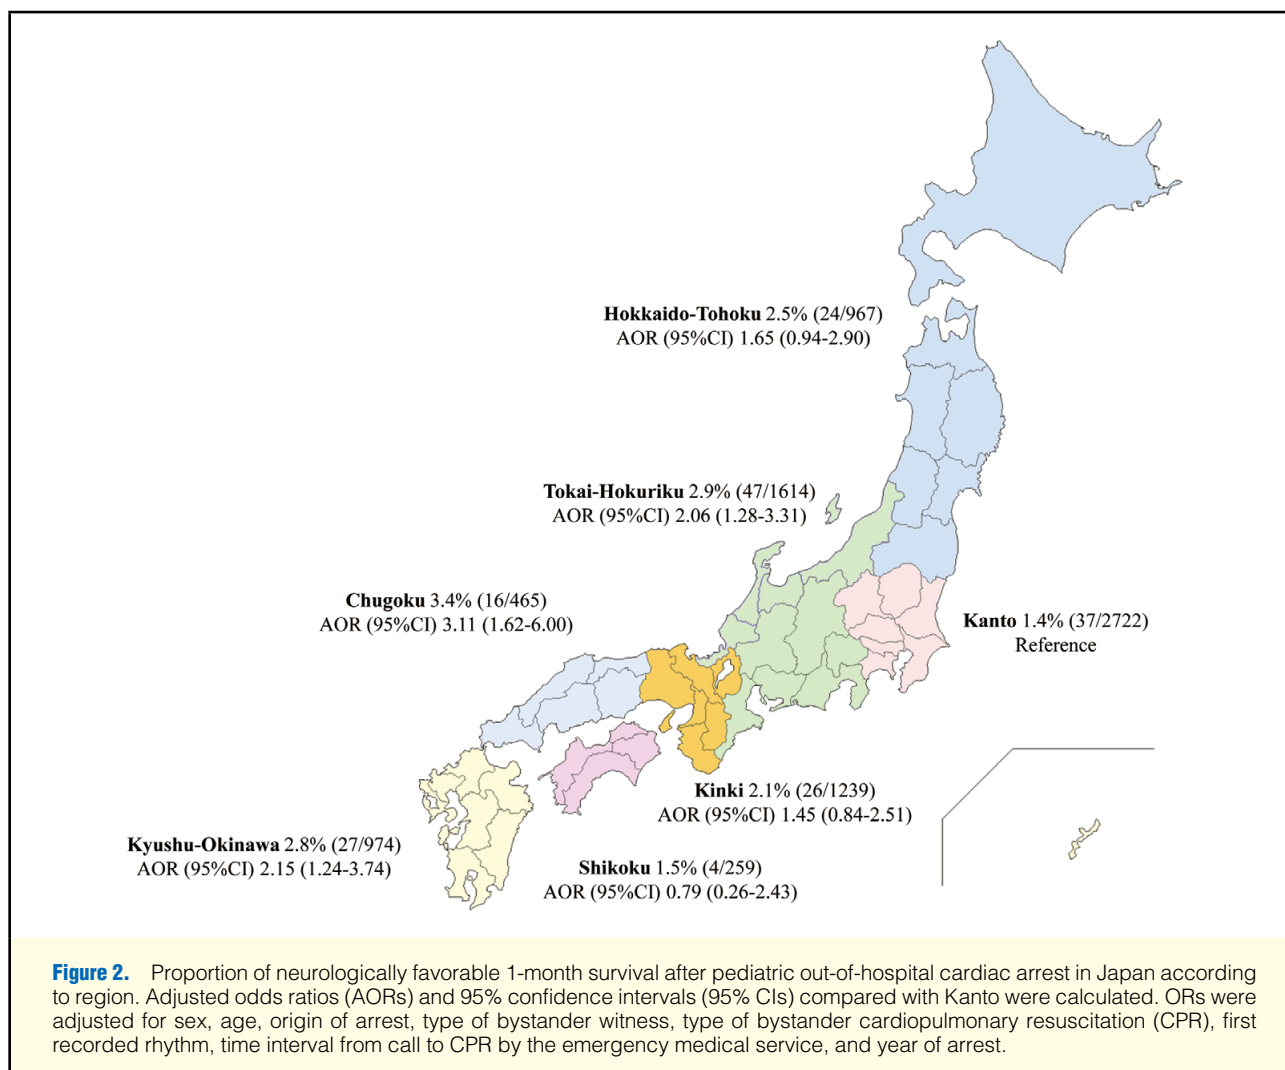 Hokkaido-Tohoku 2.5% (24/967)
AOR (95%CI) 1.65 (0.94-2.90)
Tokai-Hokuriku 2.9% (47/1614)
AOR (95%CI) 2.06 (1.28-3.31)
Chugoku 3.4% (16/465)
AOR (95%CI) 3.11 (1.62-6.00)
Kanto 1.4% (37/2722)
Reference
Kinki 2.1% (26/1239)
AOR (95%CI) 1.45 (0.84-2.51)
Kyushu-Okinawa 2.8% (27/974)
AOR (95%CI) 2.15 (1.24-3.74)
Shikoku 1.5% (4/259)
AOR (95%CI) 0.79 (0.26-2.43)
Figure 2. Proportion of neurologically favorable 1-month survival after pediatric out-of-hospital cardiac arrest in Japan according
to region. Adjusted odds ratios (AORs) and 95% confidence intervals (95% CIs) compared with Kanto were calculated. ORs were
adjusted for sex, age, origin of arrest, type of bystander witness, type of bystander cardiopulmonary resuscitation (CPR), first
recorded rhythm, time interval from call to CPR by the emergency medical service, and year of arrest.